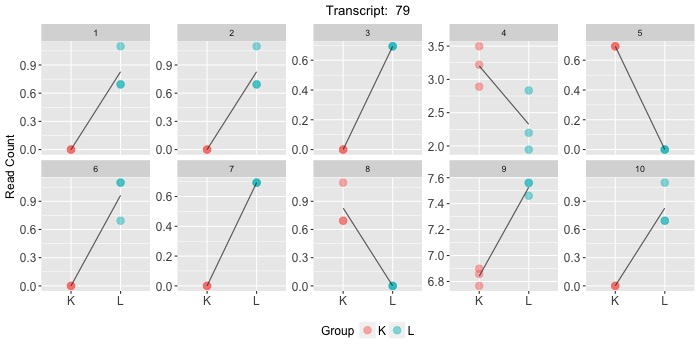 Transcript: 79
Read Count
1 2 3 4 5
0.9 0.6 0.3 0.0
0.9 0.6 0.3 0.0
0.6 0.4 0.2 0.0
3.5 3.0 2.5 2.0
0.6 0.4 0.2 0.0
6 7 8 9 10
0.9 0.6 0.3 0.0
0.6 0.4 0.2 0.0
0.9 0.6 0.3 0.0
7.6 7.4 7.2 7.0 6.8
0.9 0.6 0.3 0.0
K L K L K L K L K L
Group K L